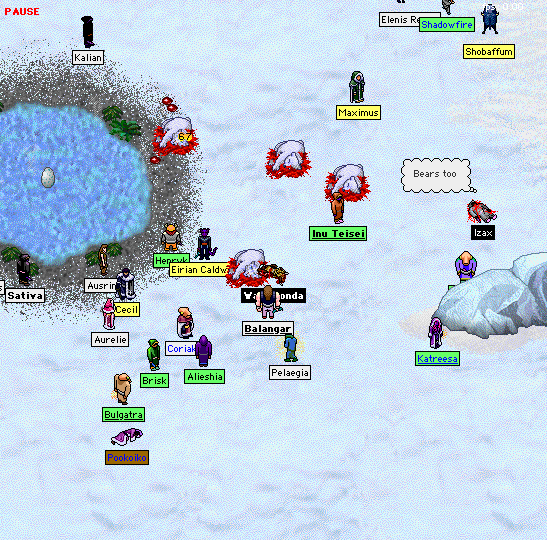 PAUSE
Elenis Re
Shadowfire
Kalian
Shobaffum
Maximus
67
Bears too
Inu Teisei
Izax
Henryk
Eirian Caldw
Sativa
Ausrin
Cecil
Balangar
Aurelie
Coriak
Katreesa
Pelaegia
Brisk
Alieshia
Bulgatra
Pookoiko